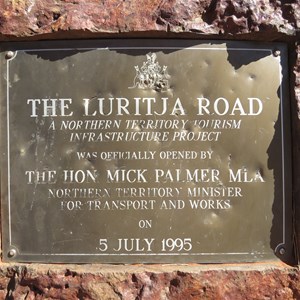 THE LURITJA ROAD
A NORTHERN TERRITORY TOURISM
INFRASTRUCTURE PROJECT
WAS OFFICIALLY OPENED BY
THE HON MICK PALMER MLA
NORTHERN TERRITORY MINISTER
FOR TRANSPORT AND WORKS
ON
5 JULY 1995